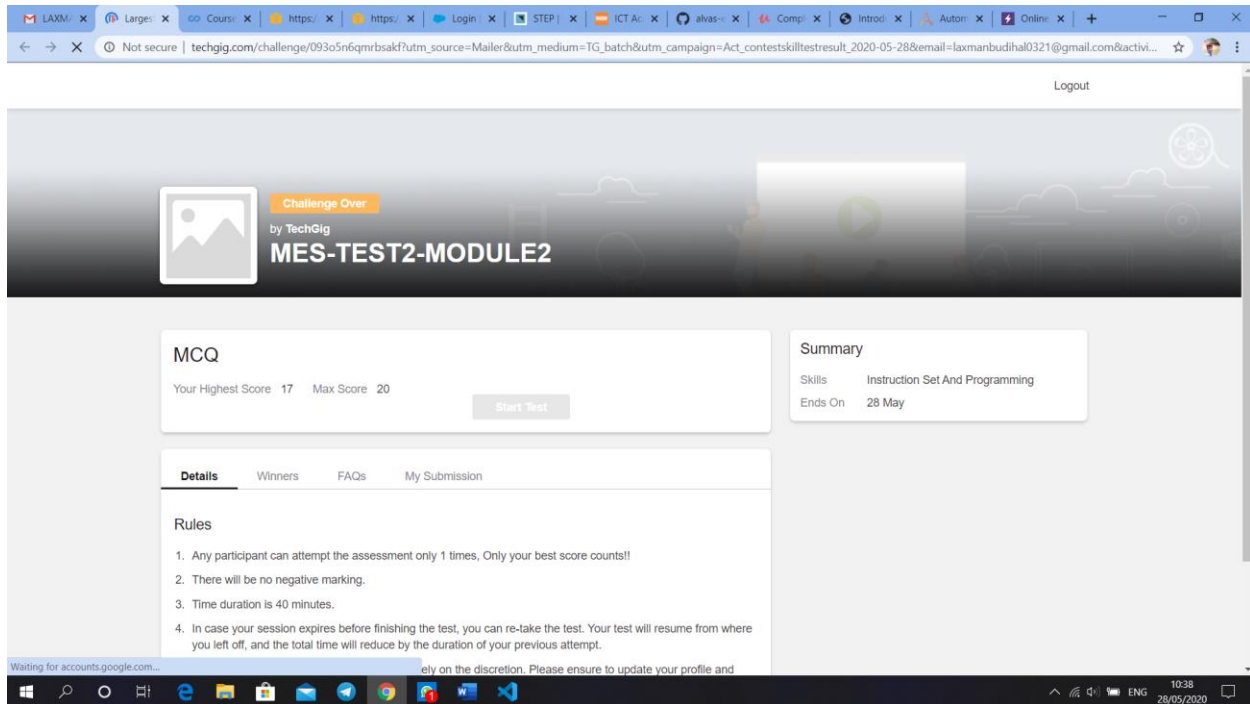 LAXMA
Larges
Course
https:/
https:/
Login |
STEP |
ICT Ac
alvas-e
Compl
Introdu
Autom
Online
Not secure | techgig.com/challenge/093o5n6qmrbsakf?utm_source=Mailer&utm_medium=TG_batch&utm_campaign=Act_contestskilltestresult_2020-05-28&email=laxmanbudihal0321@gmail.com&activi...
Logout
Challenge Over
by TechGig
MES-TEST2-MODULE2
MCQ
Your Highest Score 17 Max Score 20
Start Test
Summary
Skills Instruction Set And Programming
Ends On 28 May
Details Winners FAQs My Submission
Rules
1. Any participant can attempt the assessment only 1 times, Only your best score counts!!
2. There will be no negative marking.
3. Time duration is 40 minutes.
4. In case your session expires before finishing the test, you can re-take the test. Your test will resume from where
you left off, and the total time will reduce by the duration of your previous attempt.
ely on the discretion. Please ensure to update your profile and
Waiting for accounts.google.com...
ENG
10:38
28/05/2020